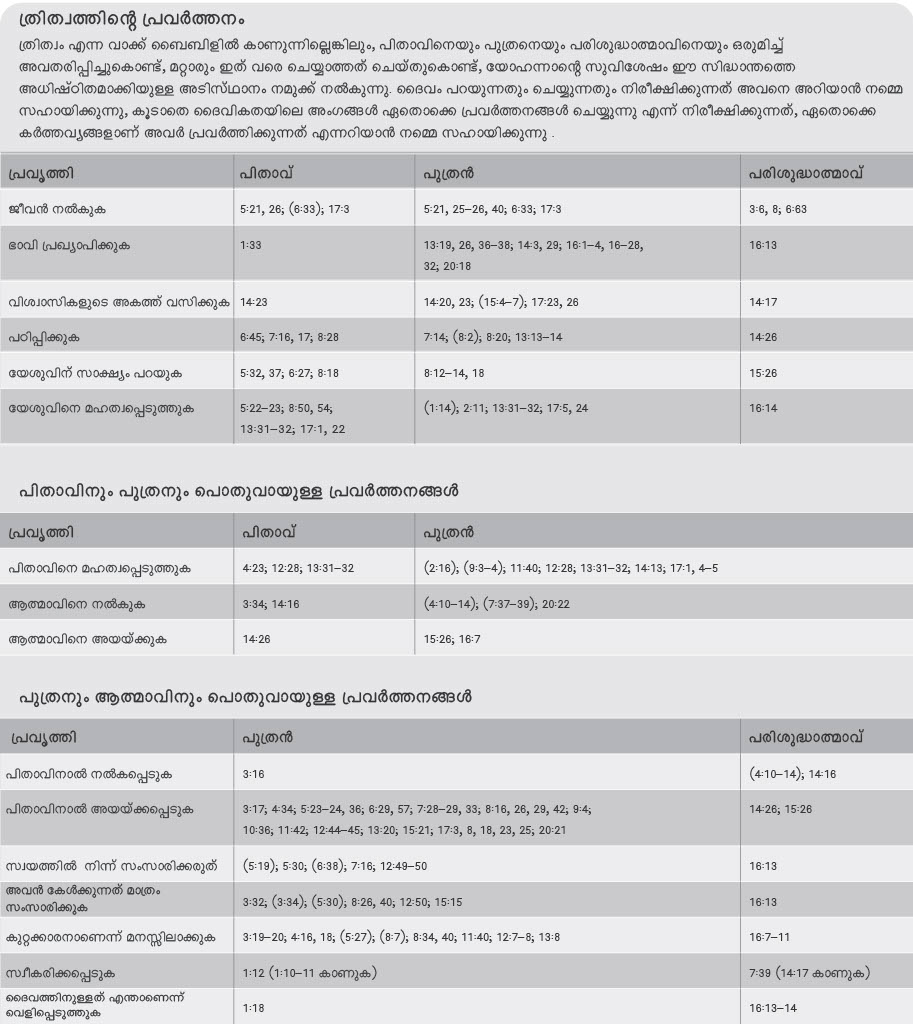 ത്രിത്വത്തിന്റെ പ്രവർത്തനം
ത്രിത്വം എന്ന വാക്ക് ബൈബിളിൽ കാണുന്നില്ലെങ്കിലും, പിതാവിനെയും പുത്രനെയും പരിശുദ്ധാത്മാവിനെയും ഒരുമിച്ച്
അവതരിപ്പിച്ചുകൊണ്ട്, മറ്റാരും ഇത് വരെ ചെയ്യാത്തത് ചെയ്തുകൊണ്ട്, യോഹന്നാന്റെ സുവിശേഷം ഈ സിദ്ധാന്തത്തെ
അധിഷ്ഠിതമാക്കിയുള്ള അടിസ്ഥാനം നമുക്ക് നൽകുന്നു. ദൈവം പറയുന്നതും ചെയ്യുന്നതും നിരീക്ഷിക്കുന്നത് അവനെ അറിയാൻ നമ്മെ
സഹായിക്കുന്നു, കൂടാതെ ദൈവികതയിലെ അംഗങ്ങൾ ഏതൊക്കെ പ്രവർത്തനങ്ങൾ ചെയ്യുന്നു എന്ന് നിരീക്ഷിക്കുന്നത്, ഏതൊക്കെ
കർത്തവ്യങ്ങളാണ് അവർ പ്രവർത്തിക്കുന്നത് എന്നറിയാൻ നമ്മെ സഹായിക്കുന്നു .
പ്രവൃത്തി പിതാവ് പുത്രൻ പരിശുദ്ധാത്മാവ്
ജീവൻ നൽകുക 5:21, 26; (6:33); 17:3 5:21, 25–26, 40; 6:33; 17:3 3:6, 8; 6:63
ഭാവി പ്രഖ്യാപിക്കുക 1:33 13:19, 26, 36–38; 14:3, 29; 16:1–4, 16–28, 16:13
32; 20:18
വിശ്വാസികളുടെ അകത്ത് വസിക്കുക 14:23 14:20, 23; (15:4–7); 17:23, 26 14:17
പഠിപ്പിക്കുക 6:45; 7:16, 17; 8:28 7:14; (8:2); 8:20; 13:13–14 14:26
യേശുവിന് സാക്ഷ്യം പറയുക 5:32, 37; 6:27; 8:18 8:12–14, 18 15:26
യേശുവിനെ മഹത്വപ്പെടുത്തുക 5:22–23; 8:50, 54; (1:14); 2:11; 13:31–32; 17:5, 24 16:14
13:31–32; 17:1, 22
പിതാവിനും പുത്രനും പൊതുവായുള്ള പ്രവർത്തനങ്ങൾ
പ്രവൃത്തി പിതാവ് പുത്രൻ
പിതാവിനെ മഹത്വപ്പെടുത്തുക 4:23; 12:28; 13:31–32 (2:16); (9:3–4); 11:40; 12:28; 13:31–32; 14:13; 17:1, 4–5
ആത്മാവിനെ നൽകുക 3:34; 14:16 (4:10–14); (7:37–39); 20:22
ആത്മാവിനെ അയയ്ക്കുക 14:26 15:26; 16:7
പുത്രനും ആത്മാവിനും പൊതുവായുള്ള പ്രവർത്തനങ്ങൾ
പ്രവൃത്തി പുത്രൻ പരിശുദ്ധാത്മാവ്
പിതാവിനാൽ നൽകപ്പെടുക 3:16 (4:10–14); 14:16
പിതാവിനാൽ അയയ്ക്കപ്പെടുക 3:17; 4:34; 5:23–24, 36; 6:29, 57; 7:28–29, 33; 8:16, 26, 29, 42; 9:4; 14:26; 15:26
10:36; 11:42; 12:44–45; 13:20; 15:21; 17:3, 8, 18, 23, 25; 20:21
സ്വയത്തിൽ നിന്ന് സംസാരിക്കരുത് (5:19); 5:30; (6:38); 7:16; 12:49–50 16:13
അവൻ കേൾക്കുന്നത് മാത്രം
സംസാരിക്കുക 3:32; (3:34); (5:30); 8:26, 40; 12:50; 15:15 16:13
കുറ്റക്കാരനാണെന്ന് മനസ്സിലാക്കുക 3:19–20; 4:16, 18; (5:27); (8:7); 8:34, 40; 11:40; 12:7–8; 13:8 16:7–11
സ്വീകരിക്കപ്പെടുക 1:12 (1:10–11 കാണുക) 7:39 (14:17 കാണുക)
ദൈവത്തിനുള്ളത് എന്താണെന്ന്
വെളിപ്പെടുത്തുക 1:18 16:13–14